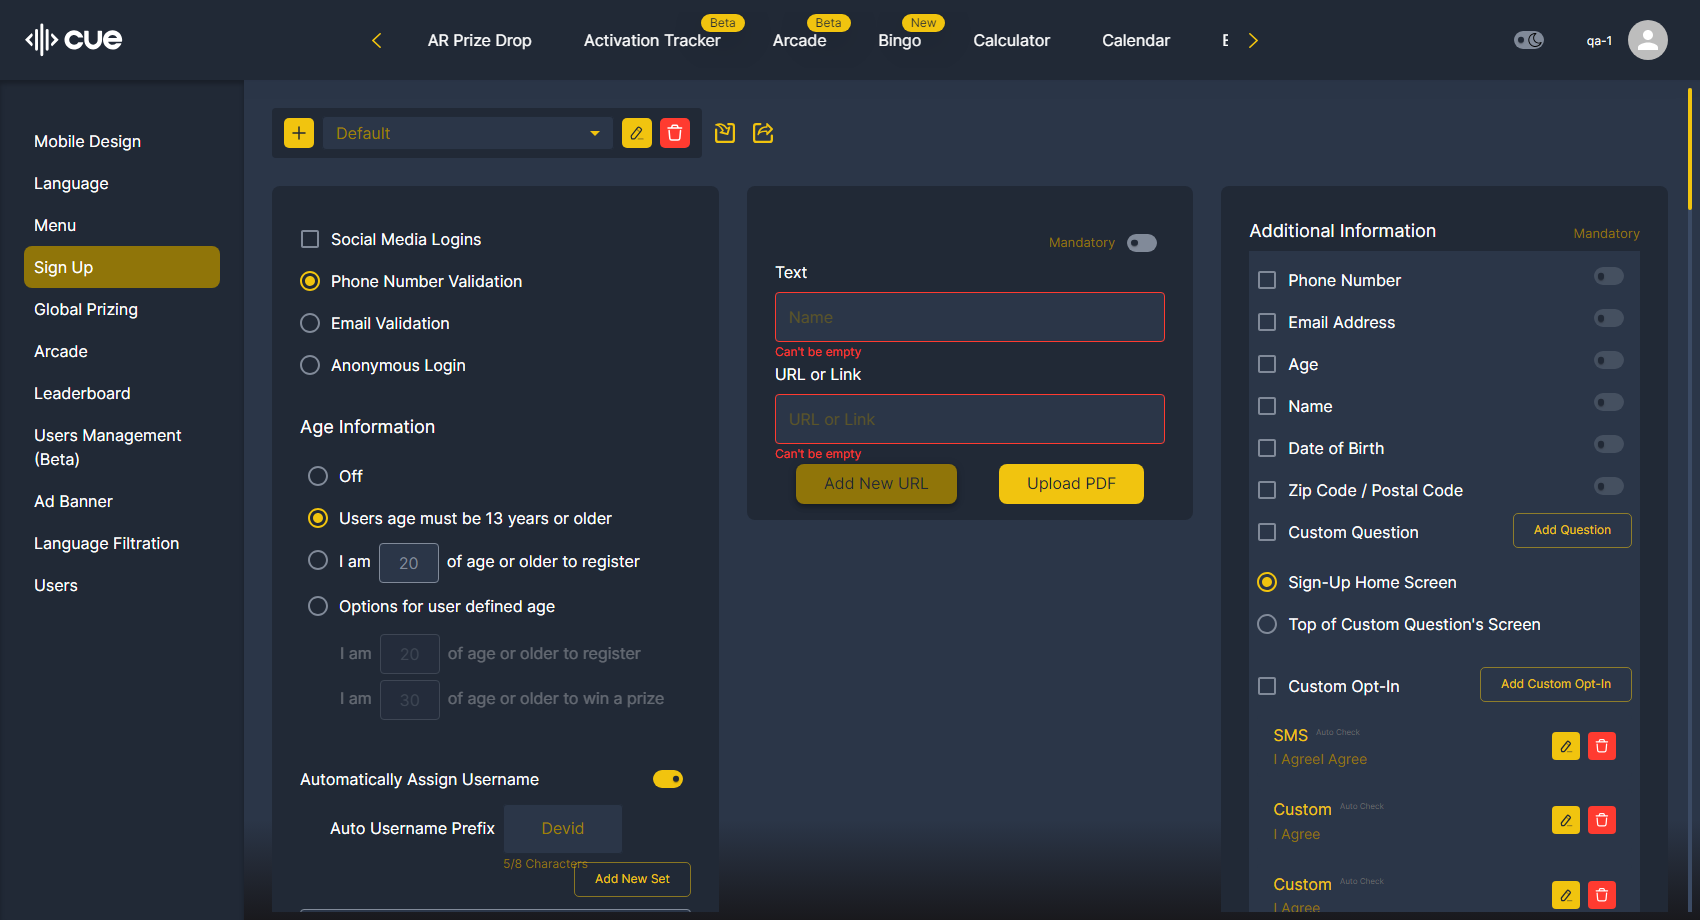 cue
AR Prize Drop
Activation Tracker
Beta
Arcade
Beta
Bingo
New
Calculator
Calendar
qa-1
Mobile Design
Language
Menu
Sign Up
Global Prizing
Arcade
Leaderboard
Users Management
(Beta)
Ad Banner
Language Filtration
Users
Default
Social Media Logins
Phone Number Validation
Email Validation
Anonymous Login
Age Information
Off
Users age must be 13 years or older
I am 20 of age or older to register
Options for user defined age
I am 20 of age or older to register
I am 30 of age or older to win a prize
Automatically Assign Username
Auto Username Prefix Devid
5/8 Characters
Add New Set
Mandatory
Text
Name
Can't be empty
URL or Link
URL or Link
Can't be empty
Add New URL Upload PDF
Additional Information Mandatory
Phone Number
Email Address
Age
Name
Date of Birth
Zip Code / Postal Code
Custom Question Add Question
Sign-Up Home Screen
Top of Custom Question's Screen
Custom Opt-In Add Custom Opt-In
SMS Auto Check
I AgreeI Agree
Custom Auto Check
I Agree
Custom Auto Check
I Agree